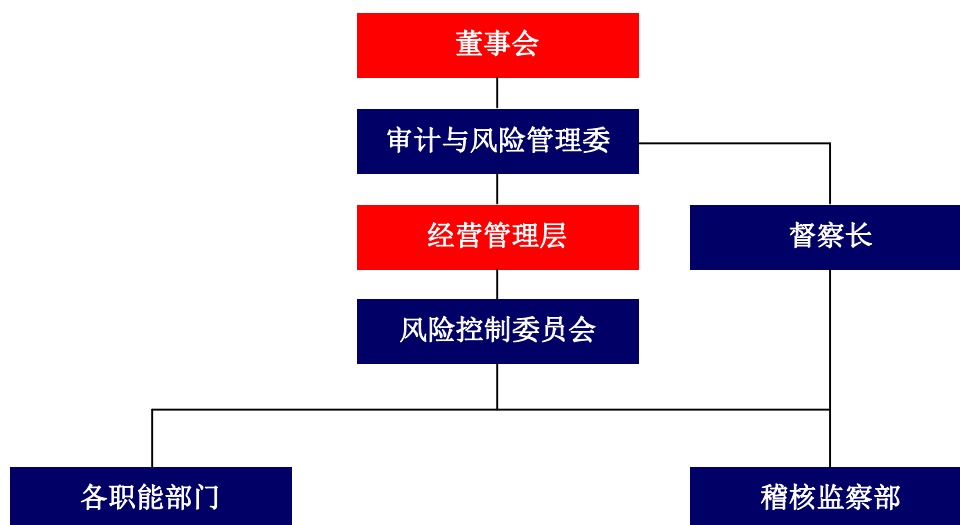 董事会
审计与风险管理委
经营管理层
督察长
风险控制委员会
各职能部门
稽核监察部